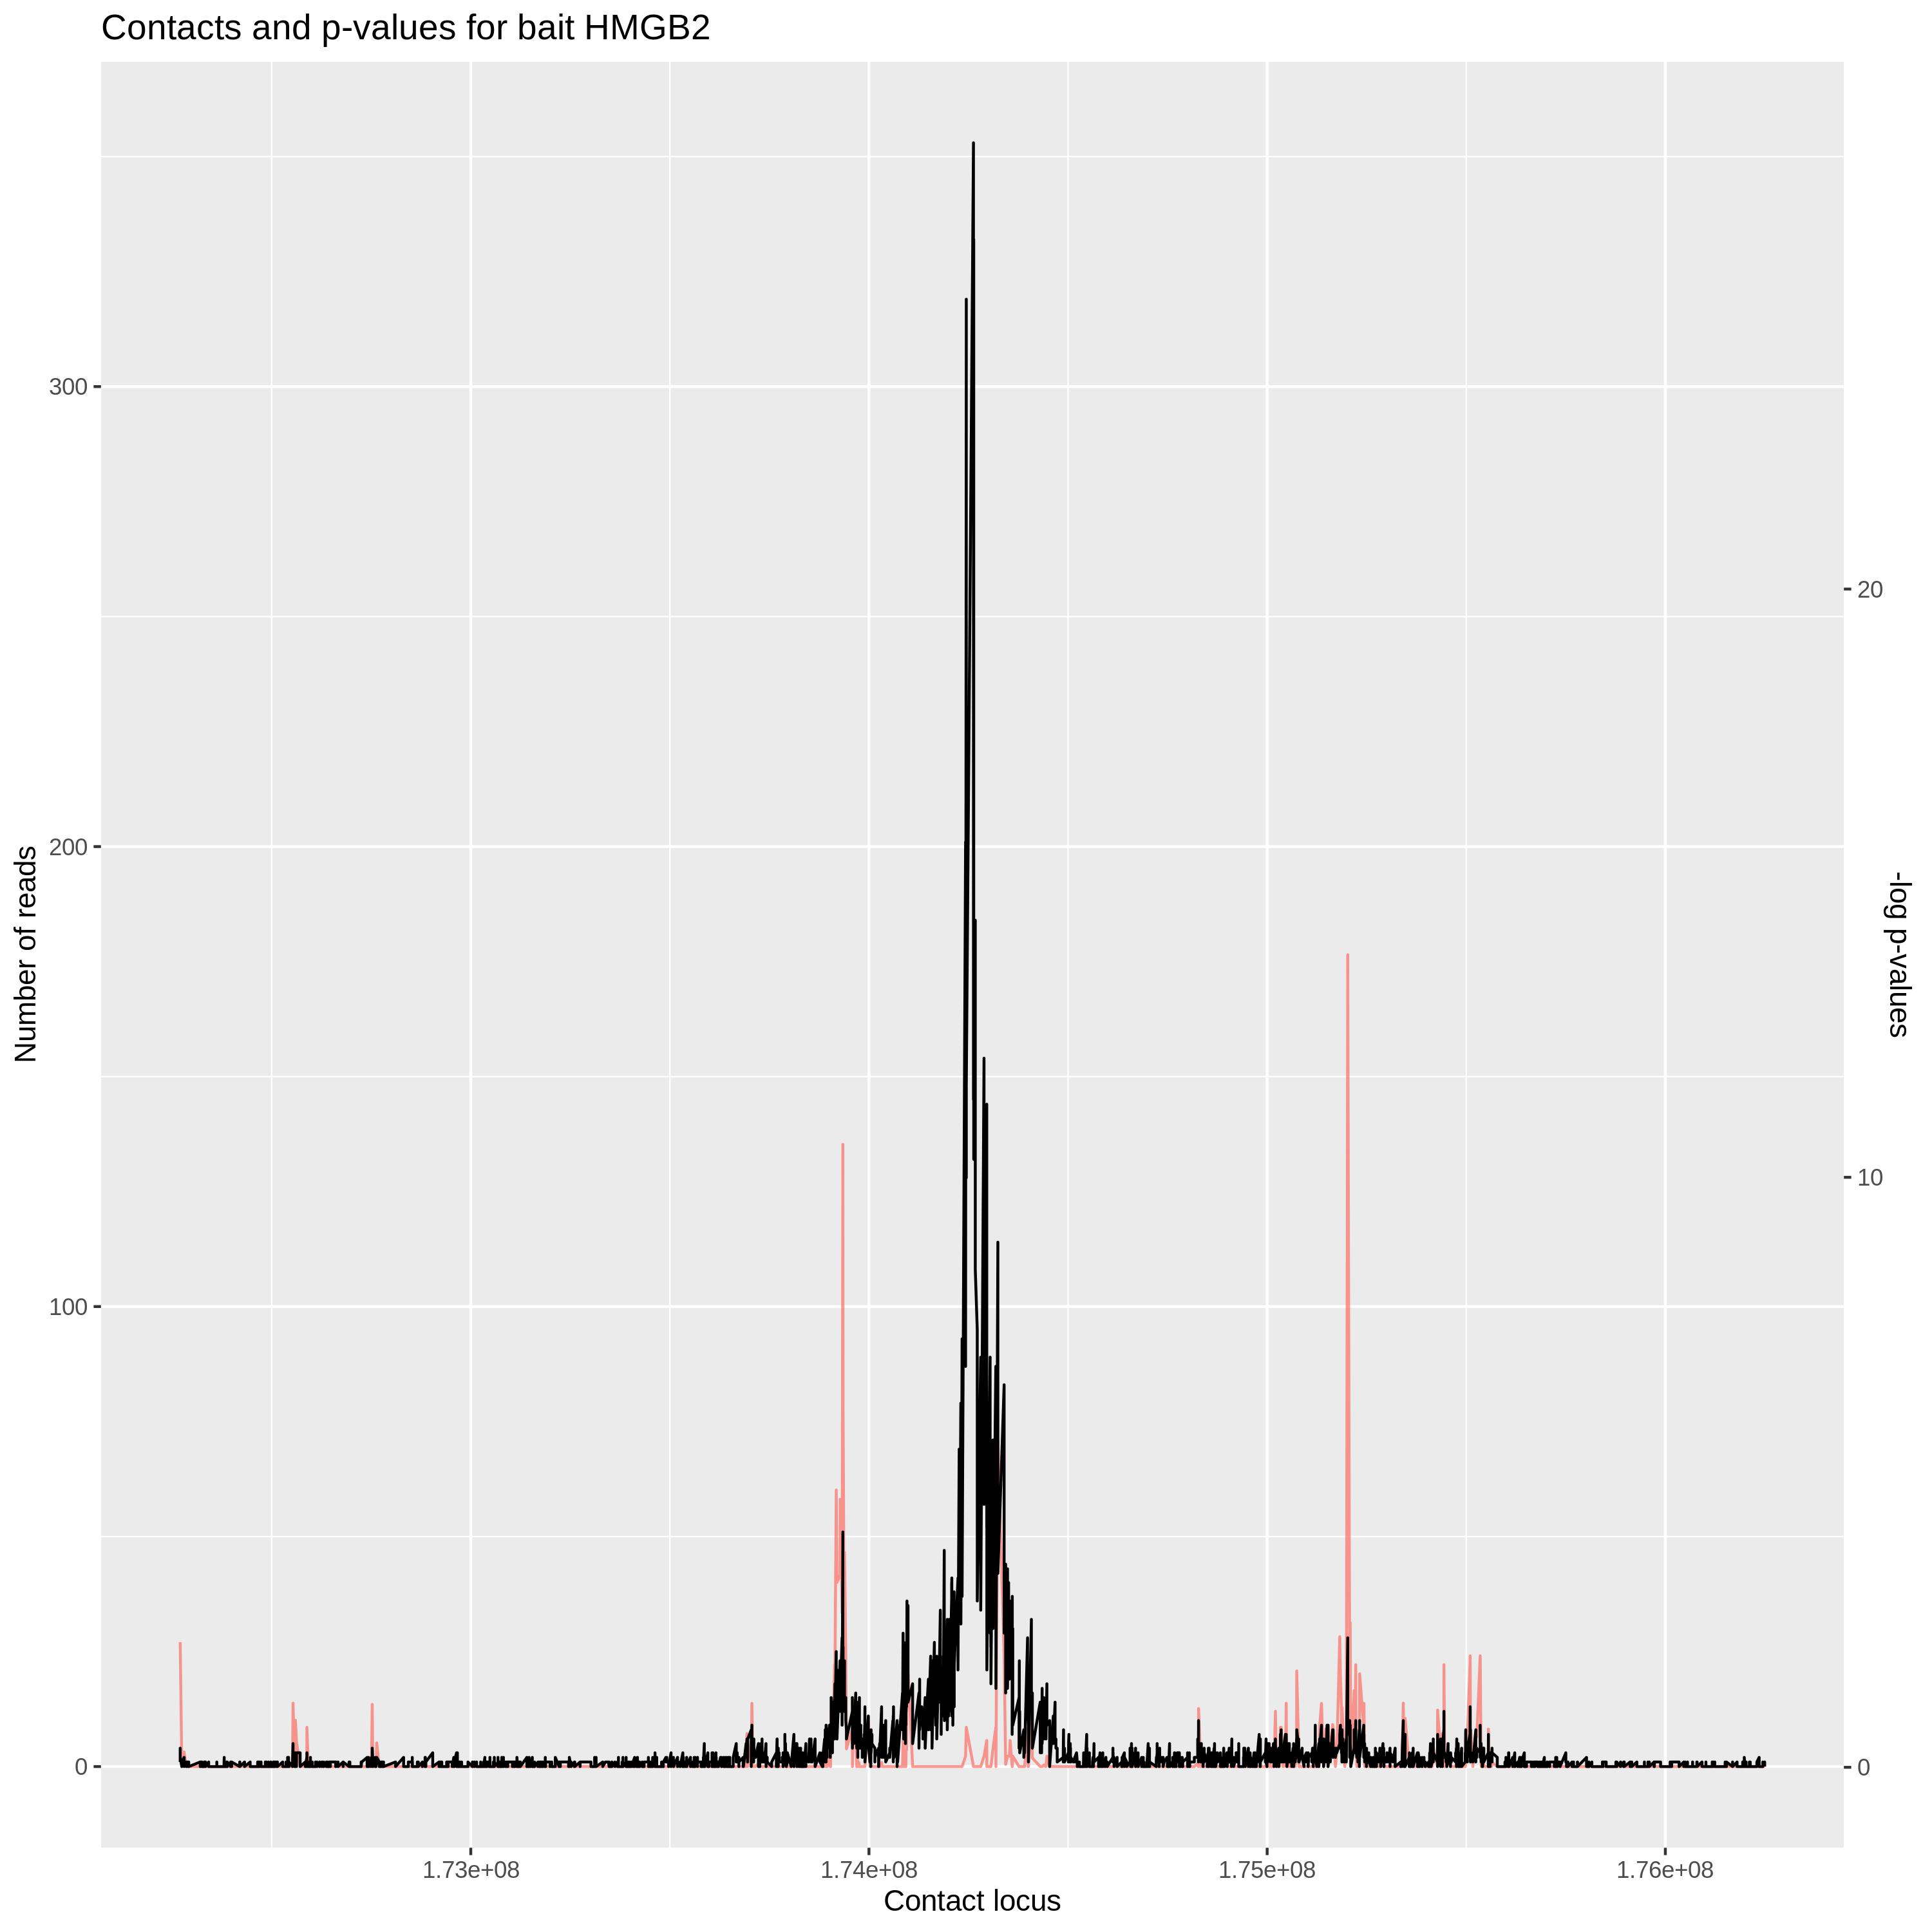 Contacts and p-values for bait HMGB2
Number of reads
300
200
100
0
20
10
0
-log p-values
1.73e+08
1.74e+08
1.75e+08
1.76e+08
Contact locus